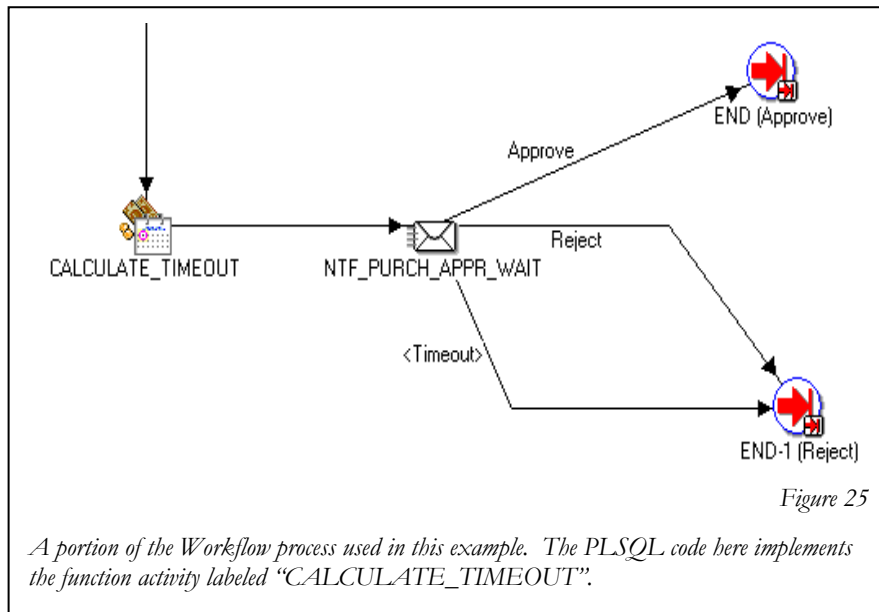 END (Approve)
Approve
CALCULATE_TIMEOUT
NTF_PURCH_APPR_WAIT
Reject
<Timeout>
END-1 (Reject)
Figure 25
A portion of the Workflow process used in this example.  The PLSQL code here implements
the function activity labeled “CALCULATE_TIMEOUT”.